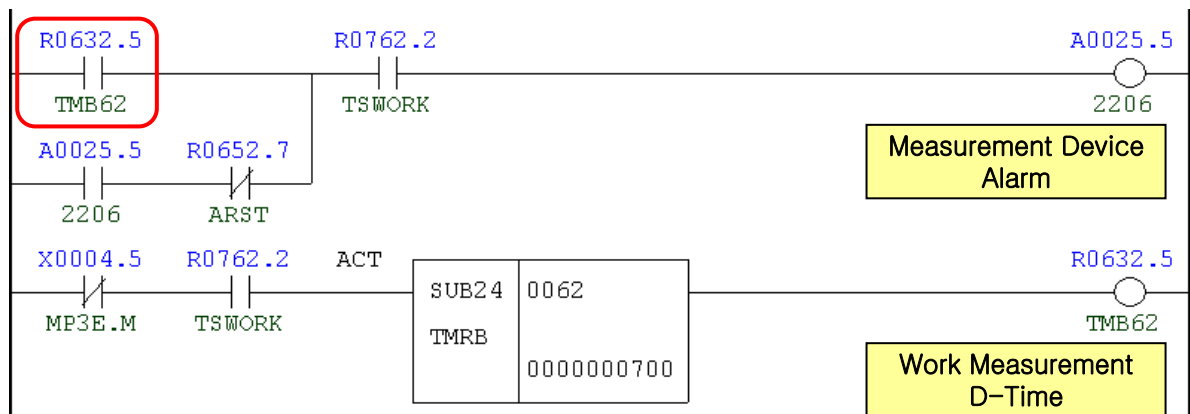 R0632.5 R0762.2 A0025.5
TMB62 TSWORK 2206
A0025.5 R0652.7
2206 ARST
Measurement Device
Alarm
X0004.5 R0762.2 ACT R0632.5
SUB24 0062
MP3E.M TSWORK TMRB TMB62
0000000700
Work Measurement
D-Time